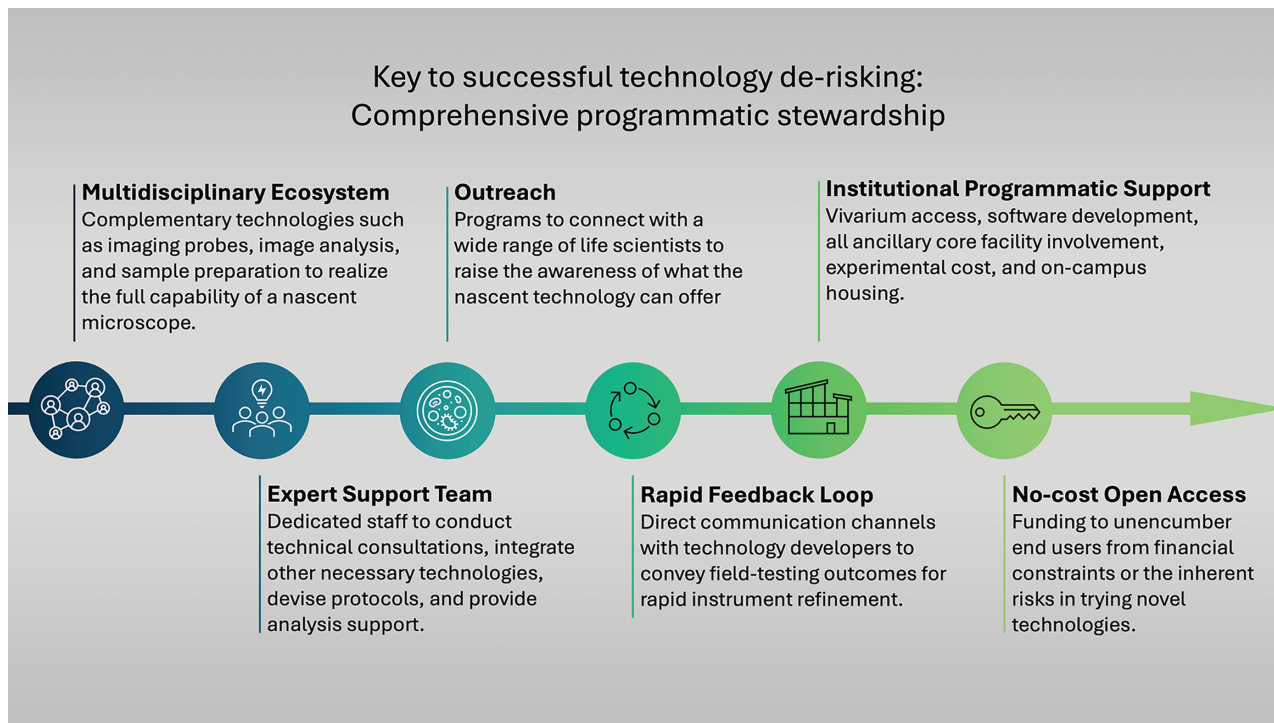 Key to successful technology de-risking:
Comprehensive programmatic stewardship
Multidisciplinary Ecosystem
Complementary technologies such
as imaging probes, image analysis,
and sample preparation to realize
the full capability of a nascent
microscope.
Outreach
Programs to connect with a
wide range of life scientists to
raise the awareness of what the
nascent technology can offer
Institutional Programmatic Support
Vivarium access, software development,
all ancillary core facility involvement,
experimental cost, and on-campus
housing.
Expert Support Team
Dedicated staff to conduct
technical consultations, integrate
other necessary technologies,
devise protocols, and provide
analysis support.
Rapid Feedback Loop
Direct communication channels
with technology developers to
convey field-testing outcomes for
rapid instrument refinement.
No-cost Open Access
Funding to unencumber
end users from financial
constraints or the inherent
risks in trying novel
technologies.